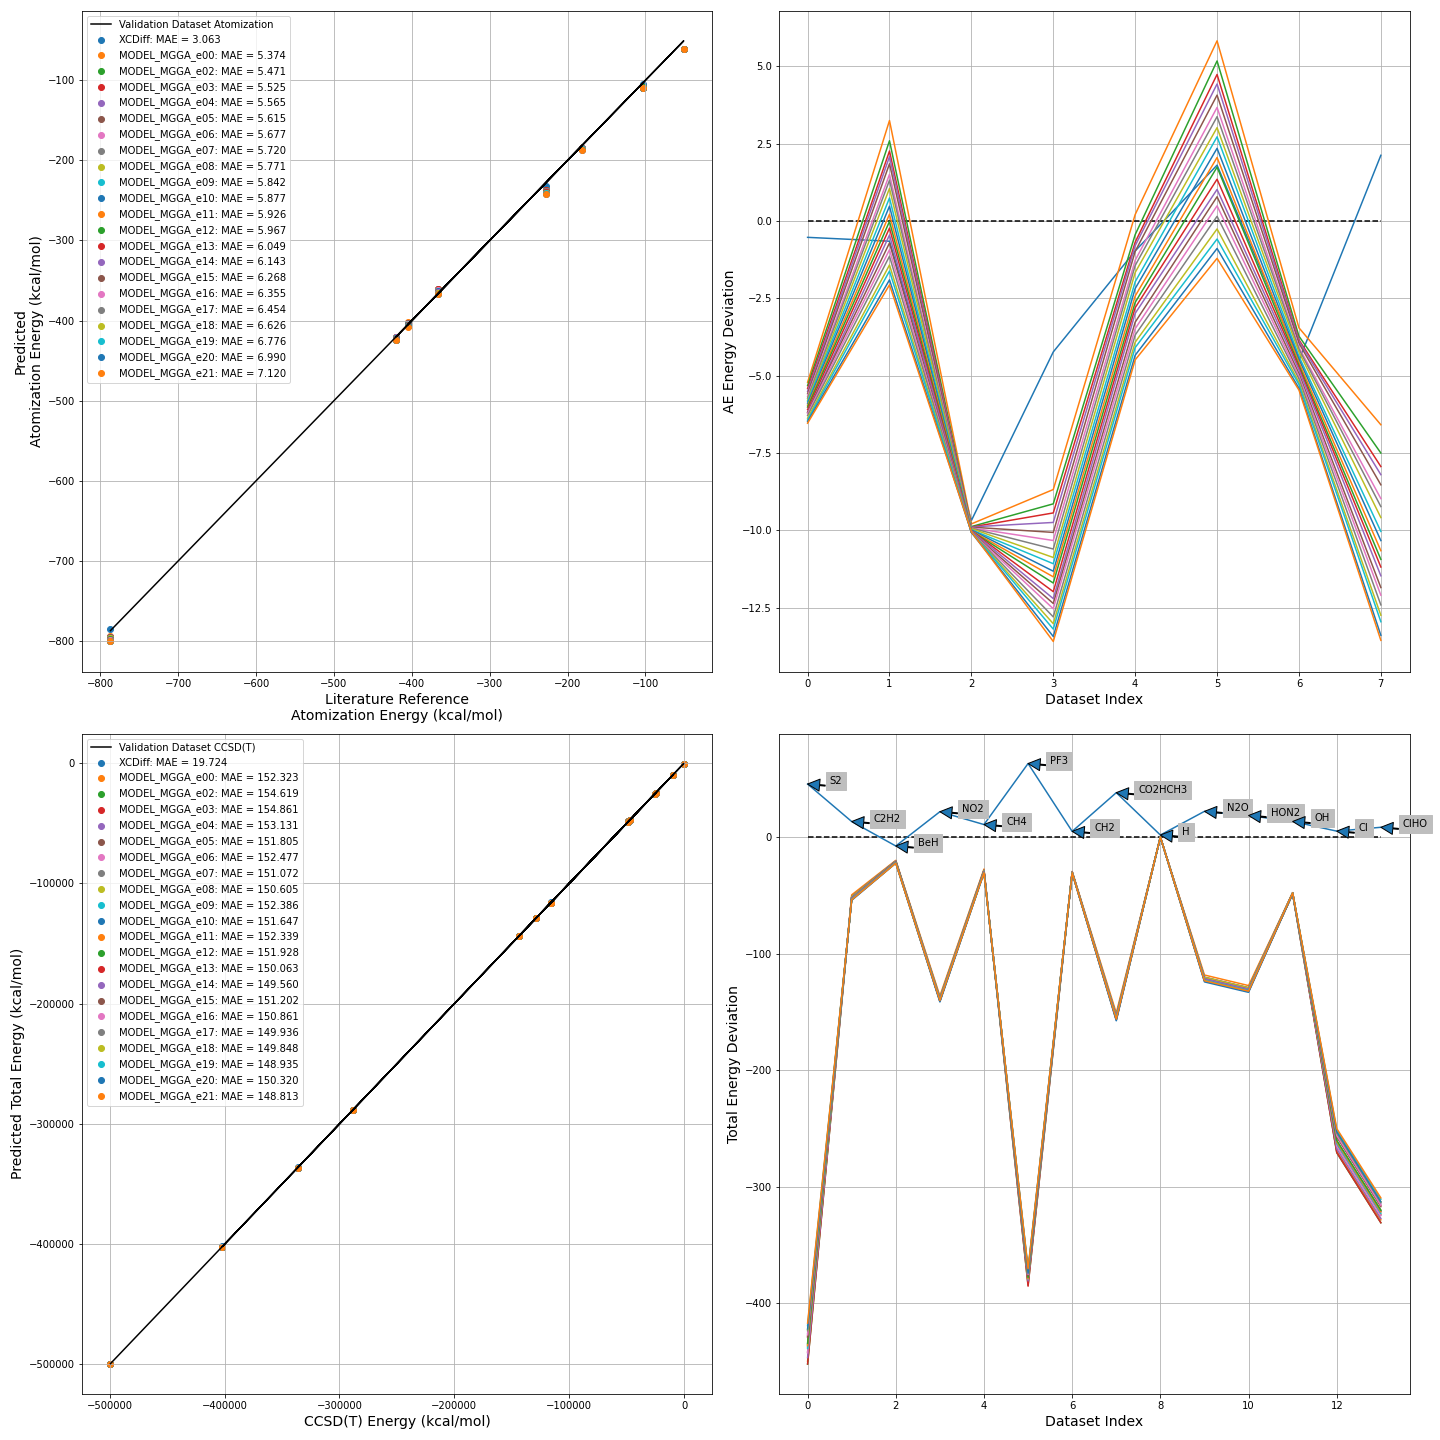 Validation Dataset Atomization
XCDiff: MAE = 3.063
MODEL_MGGA_e00: MAE = 5.374
MODEL_MGGA_e02: MAE = 5.471
MODEL_MGGA_e03: MAE = 5.525
MODEL_MGGA_e04: MAE = 5.565
MODEL_MGGA_e05: MAE = 5.615
MODEL_MGGA_e06: MAE = 5.677
MODEL_MGGA_e07: MAE = 5.720
MODEL_MGGA_e08: MAE = 5.771
MODEL_MGGA_e09: MAE = 5.842
MODEL_MGGA_e10: MAE = 5.877
MODEL_MGGA_e11: MAE = 5.926
MODEL_MGGA_e12: MAE = 5.967
MODEL_MGGA_e13: MAE = 6.049
MODEL_MGGA_e14: MAE = 6.143
MODEL_MGGA_e15: MAE = 6.268
MODEL_MGGA_e16: MAE = 6.355
MODEL_MGGA_e17: MAE = 6.454
MODEL_MGGA_e18: MAE = 6.626
MODEL_MGGA_e19: MAE = 6.776
MODEL_MGGA_e20: MAE = 6.990
MODEL_MGGA_e21: MAE = 7.120
Predicted
Atomization Energy (kcal/mol)
−100
−200
−300
−400
−500
−600
−700
−800
−800 −700 −600 −500 −400 −300 −200 −100
Literature Reference
Atomization Energy (kcal/mol)
AE Energy Deviation
5.0
2.5
0.0
−2.5
−5.0
−7.5
−10.0
−12.5
0 1 2 3 4 5 6 7
Dataset Index
Validation Dataset CCSD(T)
XCDiff: MAE = 19.724
MODEL_MGGA_e00: MAE = 152.323
MODEL_MGGA_e02: MAE = 154.619
MODEL_MGGA_e03: MAE = 154.861
MODEL_MGGA_e04: MAE = 153.131
MODEL_MGGA_e05: MAE = 151.805
MODEL_MGGA_e06: MAE = 152.477
MODEL_MGGA_e07: MAE = 151.072
MODEL_MGGA_e08: MAE = 150.605
MODEL_MGGA_e09: MAE = 152.386
MODEL_MGGA_e10: MAE = 151.647
MODEL_MGGA_e11: MAE = 152.339
MODEL_MGGA_e12: MAE = 151.928
MODEL_MGGA_e13: MAE = 150.063
MODEL_MGGA_e14: MAE = 149.560
MODEL_MGGA_e15: MAE = 151.202
MODEL_MGGA_e16: MAE = 150.861
MODEL_MGGA_e17: MAE = 149.936
MODEL_MGGA_e18: MAE = 149.848
MODEL_MGGA_e19: MAE = 148.935
MODEL_MGGA_e20: MAE = 150.320
MODEL_MGGA_e21: MAE = 148.813
Predicted Total Energy (kcal/mol)
0
−100000
−200000
−300000
−400000
−500000
−500000 −400000 −300000 −200000 −100000 0
CCSD(T) Energy (kcal/mol)
Total Energy Deviation
0
−100
−200
−300
−400
S2
C2H2
BeH
NO2
CH4
PF3
CH2
CO2HCH3
H
N2O
HON2
OH
Cl
ClHO
0 2 4 6 8 10 12
Dataset Index